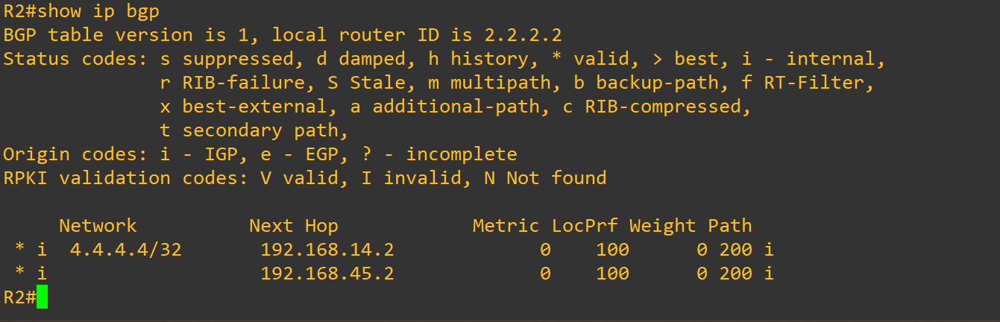 R2#show ip bgp
BGP table version is 1, local router ID is 2.2.2.2
Status codes: s suppressed, d damped, h history, * valid, > best, i - internal,
              r RIB-failure, S Stale, m multipath, b backup-path, f RT-Filter,
              x best-external, a additional-path, c RIB-compressed,
              t secondary path,
Origin codes: i - IGP, e - EGP, ? - incomplete
RPKI validation codes: V valid, I invalid, N Not found

     Network          Next Hop            Metric LocPrf Weight Path
 * i  4.4.4.4/32       192.168.14.2             0    100      0 200 i
 * i                   192.168.45.2             0    100      0 200 i
R2#